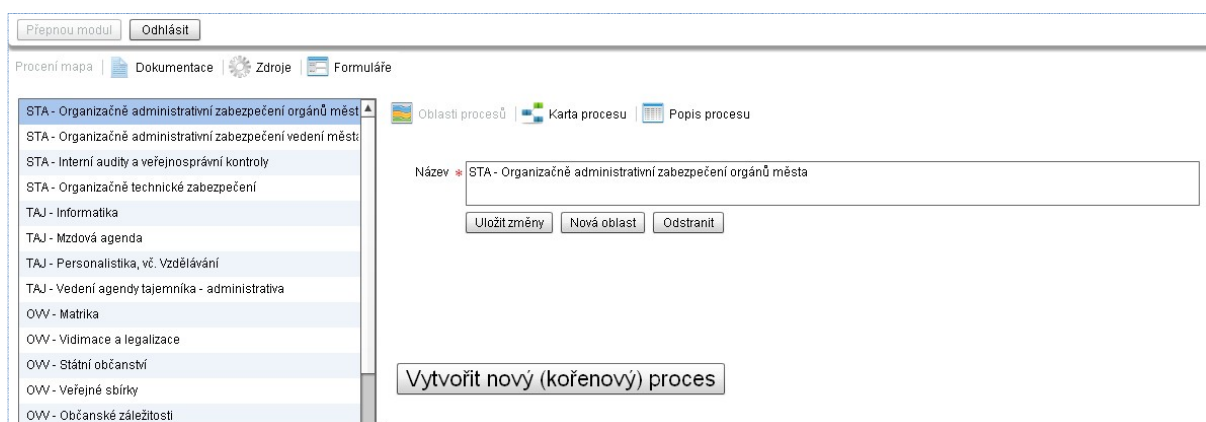 Přepnou modul Odhlásit
Procení mapa Dokumentace Zdroje Formuláře
STA - Organizačně administrativní zabezpečení orgánů měst
STA - Organizačně administrativní zabezpečení vedení města
STA - Interní audity a veřejnosprávní kontroly
STA - Organizačně technické zabezpečení
TAJ - Informatika
TAJ - Mzdová agenda
TAJ - Personalistika, vč. Vzdělávání
TAJ - Vedení agendy tajemníka - administrativa
OVV - Matrika
OVV - Vidimace a legalizace
OVV - Státní občanství
OVV - Veřejné sbírky
OVV - Občanské záležitosti
Oblasti procesů Karta procesu Popis procesu
Název * STA - Organizačně administrativní zabezpečení orgánů města
Uložit změny Nová oblast Odstranit
Vytvořit nový (kořenový) proces